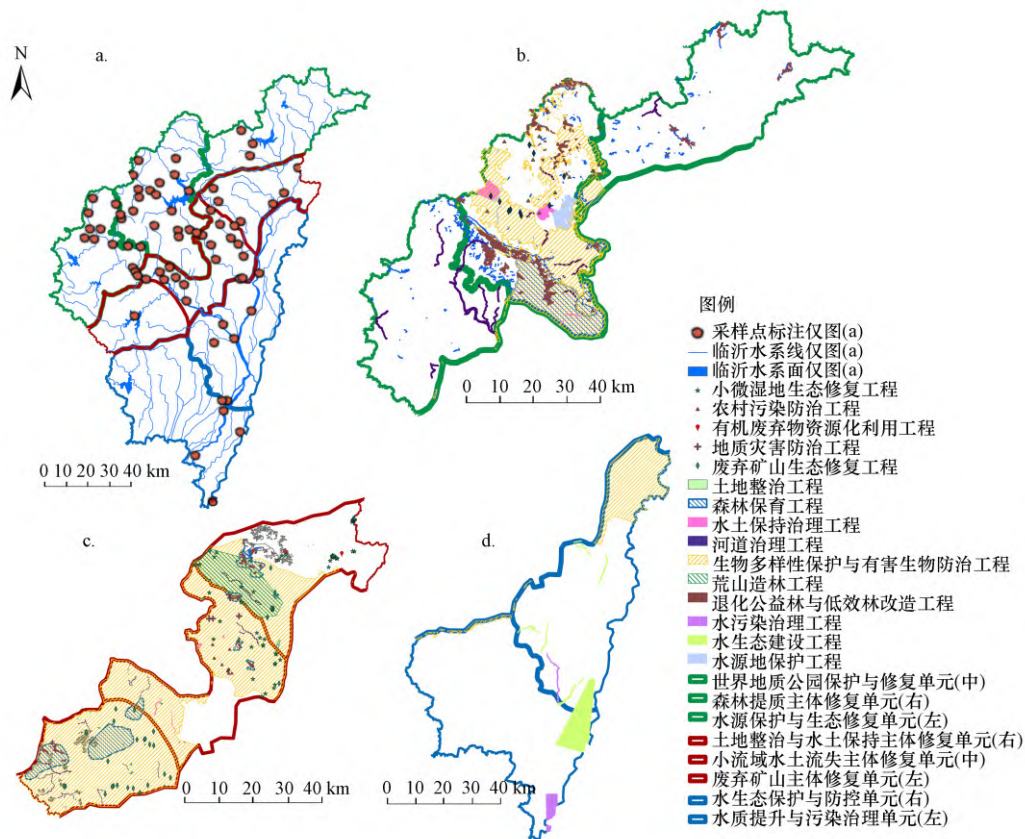 a.
N
0 10 20 30 40 km
b.
0 10 20 30 40 km
c.
0 10 20 30 40 km
d.
0 10 20 30 40 km
图例
采样点标注仅图(a)
临沂水系线仅图(a)
临沂水系面仅图(a)
小微湿地生态修复工程
农村污染防治工程
有机废弃物资源化利用工程
地质灾害防治工程
废弃矿山生态修复工程
土地整治工程
森林保育工程
水土保持治理工程
河道治理工程
生物多样性保护与有害生物防治工程
荒山造林工程
退化公益林与低效林改造工程
水污染治理工程
水生态建设工程
水源地保护工程
世界地质公园保护与修复单元(中)
森林提质主体修复单元(右)
水源保护与生态修复单元(左)
土地整治与水土保持主体修复单元(右)
小流域水土流失主体修复单元(中)
废弃矿山主体修复单元(左)
水生态保护与防控单元(右)
水质提升与污染治理单元(左)